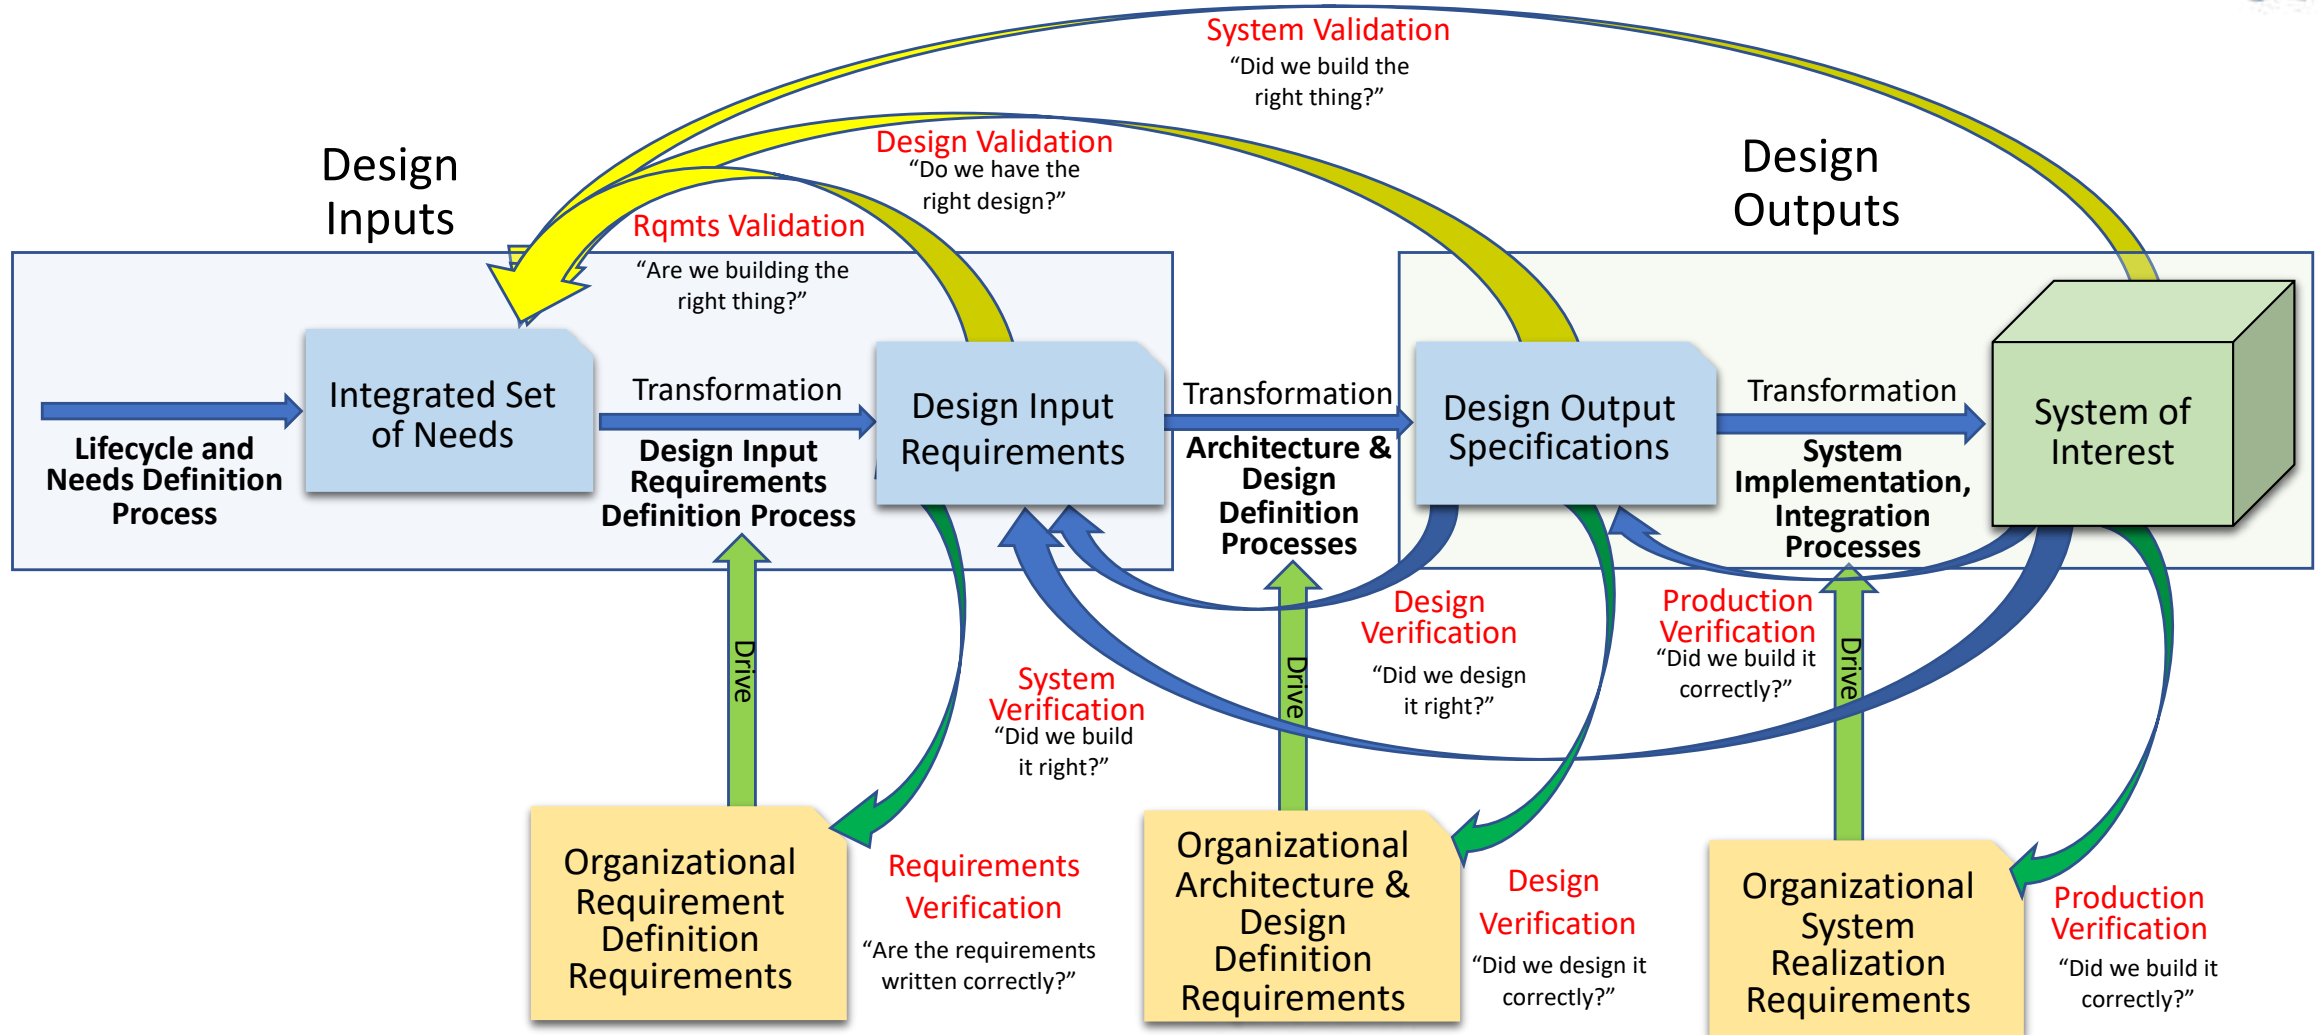 System Validation
“Did we build the
right thing?”
Design Validation
“Do we have the
right design?”
Design
Inputs
Design
Outputs
Rqmts Validation
“Are we building the
right thing?”
Lifecycle and
Needs Definition
Process
Integrated Set
of Needs
Transformation
Design Input
Requirements
Definition Process
Design Input
Requirements
Transformation
Architecture &
Design
Definition
Processes
Design Output
Specifications
Transformation
System
Implementation,
Integration
Processes
System of
Interest
Drive
System
Verification
“Did we build
it right?”
Drive
Design
Verification
“Did we design
it right?”
Production
Verification
“Did we build it
correctly?”
Drive
Organizational
Requirement
Definition
Requirements
Requirements
Verification
“Are the requirements
written correctly?”
Organizational
Architecture &
Design
Definition
Requirements
Design
Verification
“Did we design it
correctly?”
Organizational
System
Realization
Requirements
Production
Verification
“Did we build it
correctly?”